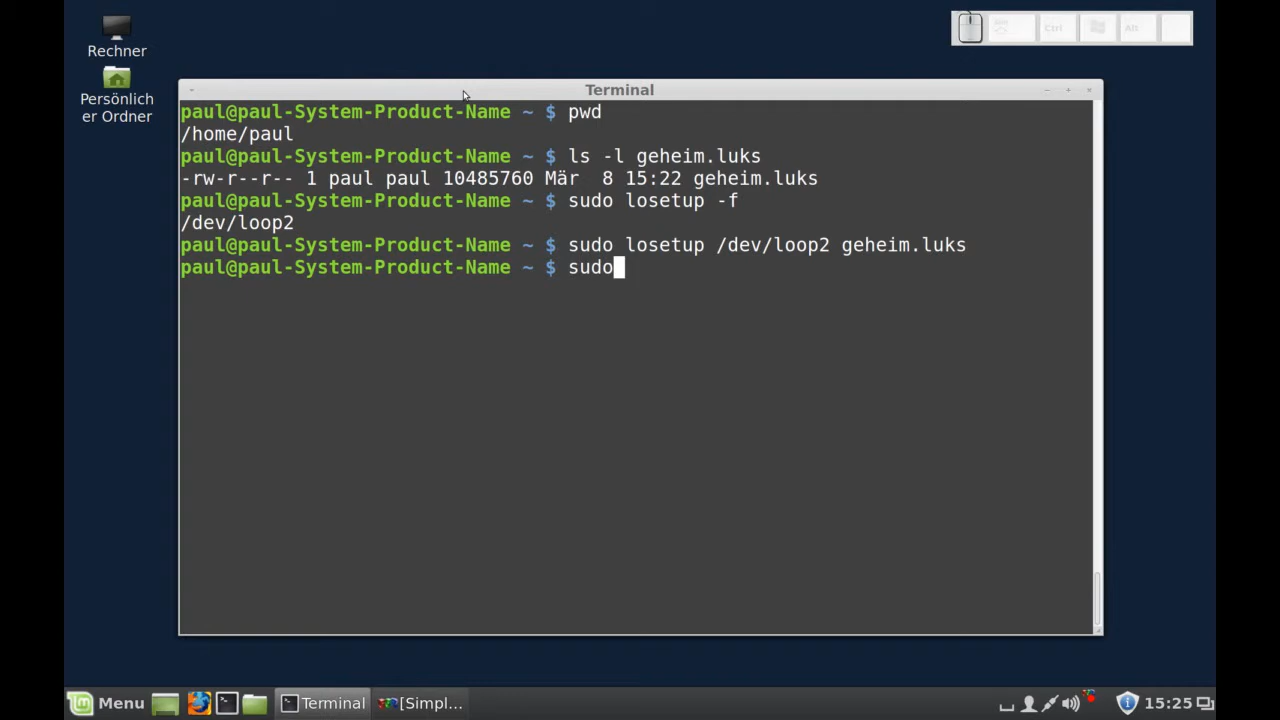 Rechner
Persönlich
er Ordner
Ctrl
Alt
Terminal
paul@paul-System-Product-Name ~ $ pwd
/home/paul
paul@paul-System-Product-Name ~ $ ls -l geheim.luks
-rw-r--r-- 1 paul paul 10485760 Mär  8 15:22 geheim.luks
paul@paul-System-Product-Name ~ $ sudo losetup -f
/dev/loop2
paul@paul-System-Product-Name ~ $ sudo losetup /dev/loop2 geheim.luks
paul@paul-System-Product-Name ~ $ sudo
Menu
Terminal
[Simpl...
15:25